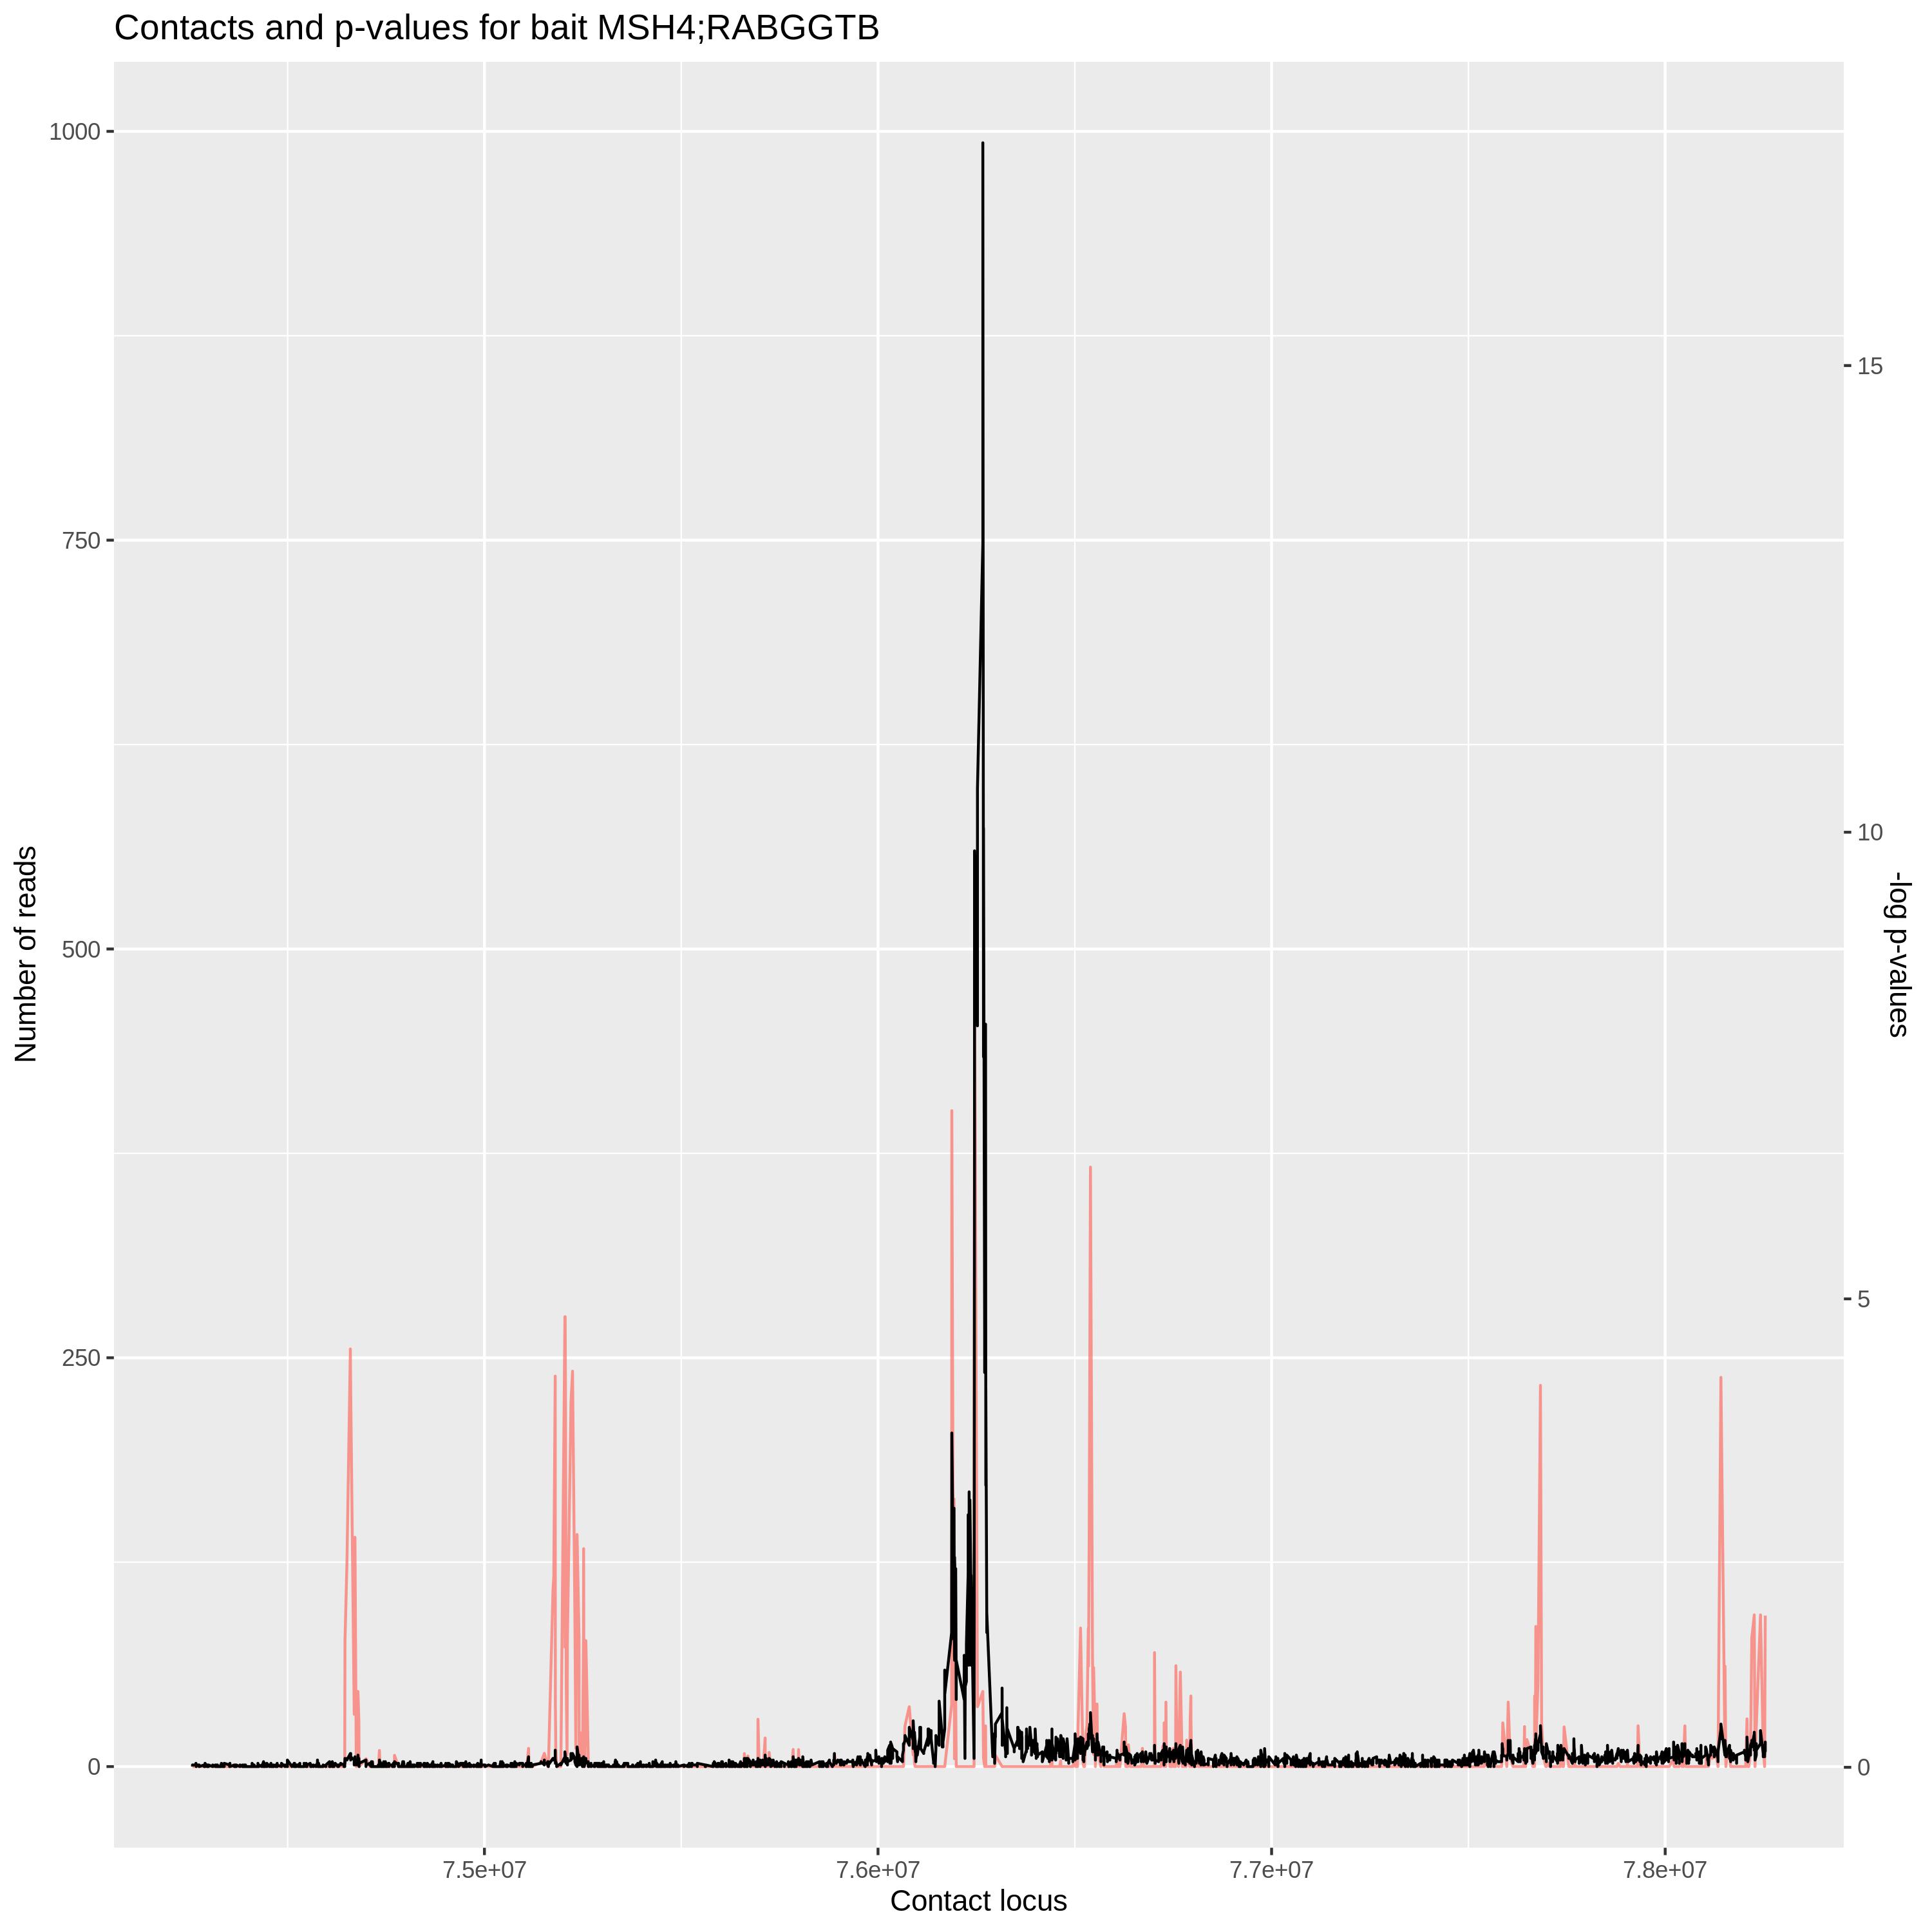 Contacts and p-values for bait MSH4;RABGGTB
1000
750
500
250
0
Number of reads
15
10
5
0
-log p-values
7.5e+07
7.6e+07
7.7e+07
7.8e+07
Contact locus